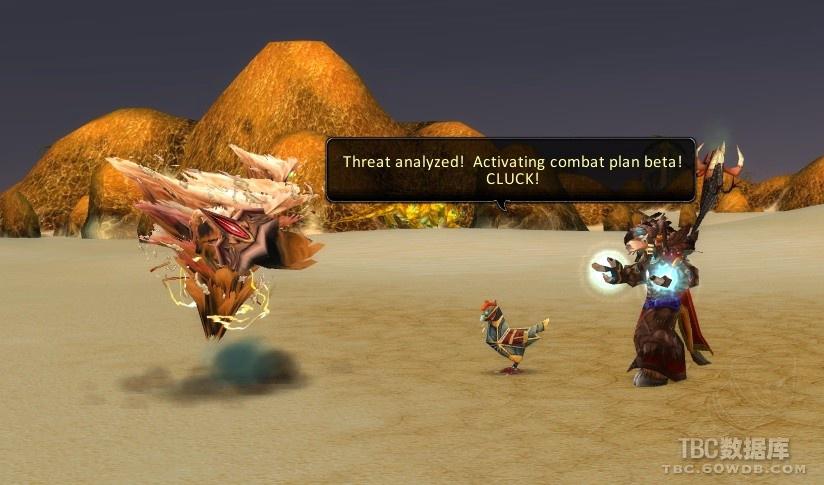 Threat analyzed!  Activating combat plan beta!
CLUCK!
TBC数据库
TBC.60WDB.COM